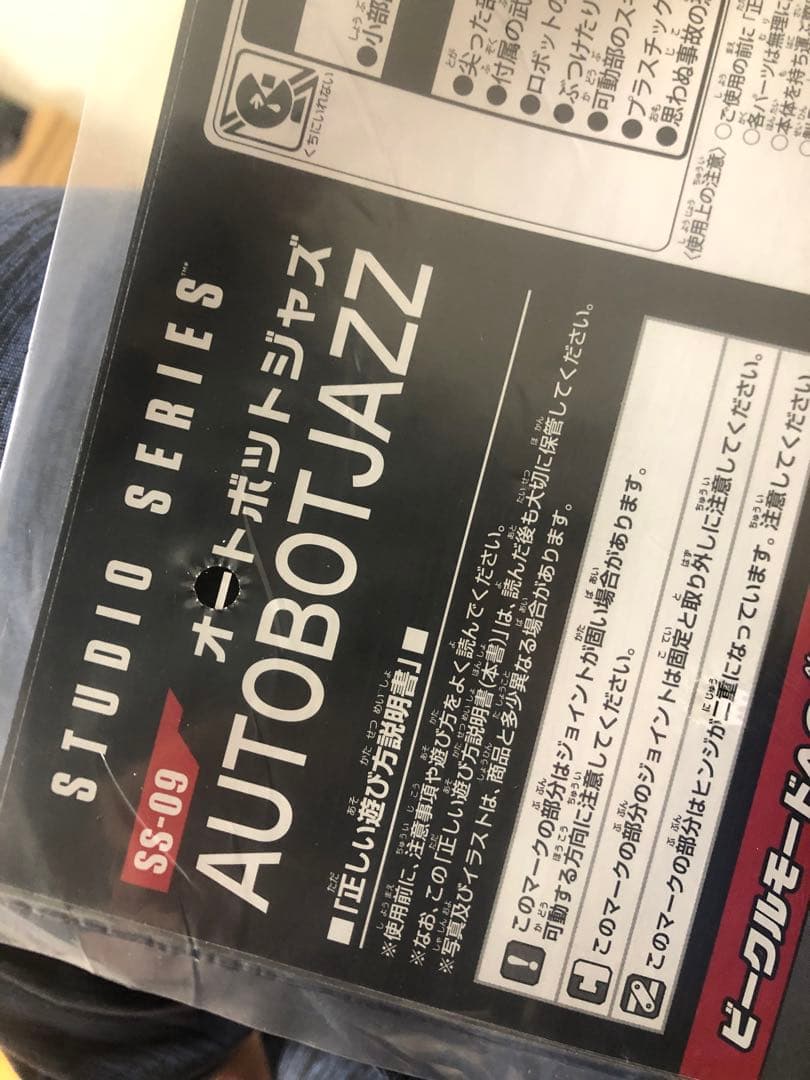 STUDIO SERIES™
SS-09
オートボットジャズ
AUTOBOT JAZZ
■「正しい遊び方説明書」■
※使用前に、注意事項や遊び方をよく読んでください。
※なお、この「正しい遊び方説明書(本書)」は、読んだ後も大切に保管してください。
※写真及びイラストは、商品と多少異なる場合があります。
このマークの部分はジョイントが固い場合があります。
可動する方向に注意してください。
このマークの部分のジョイントは固定と取り外しに注意してください。
このマークの部分はヒンジが二重になっています。注意してください
ビークルモード
くちにいれない
●小部
●尖った部
●付属の武
●ロボットの
●ぶつけたり
●可動部のス
●プラスチック
●思わぬ事故の
〈使用上の注意〉
○ご使用の前に「正
○各パーツは無理に
○本体を持ち運